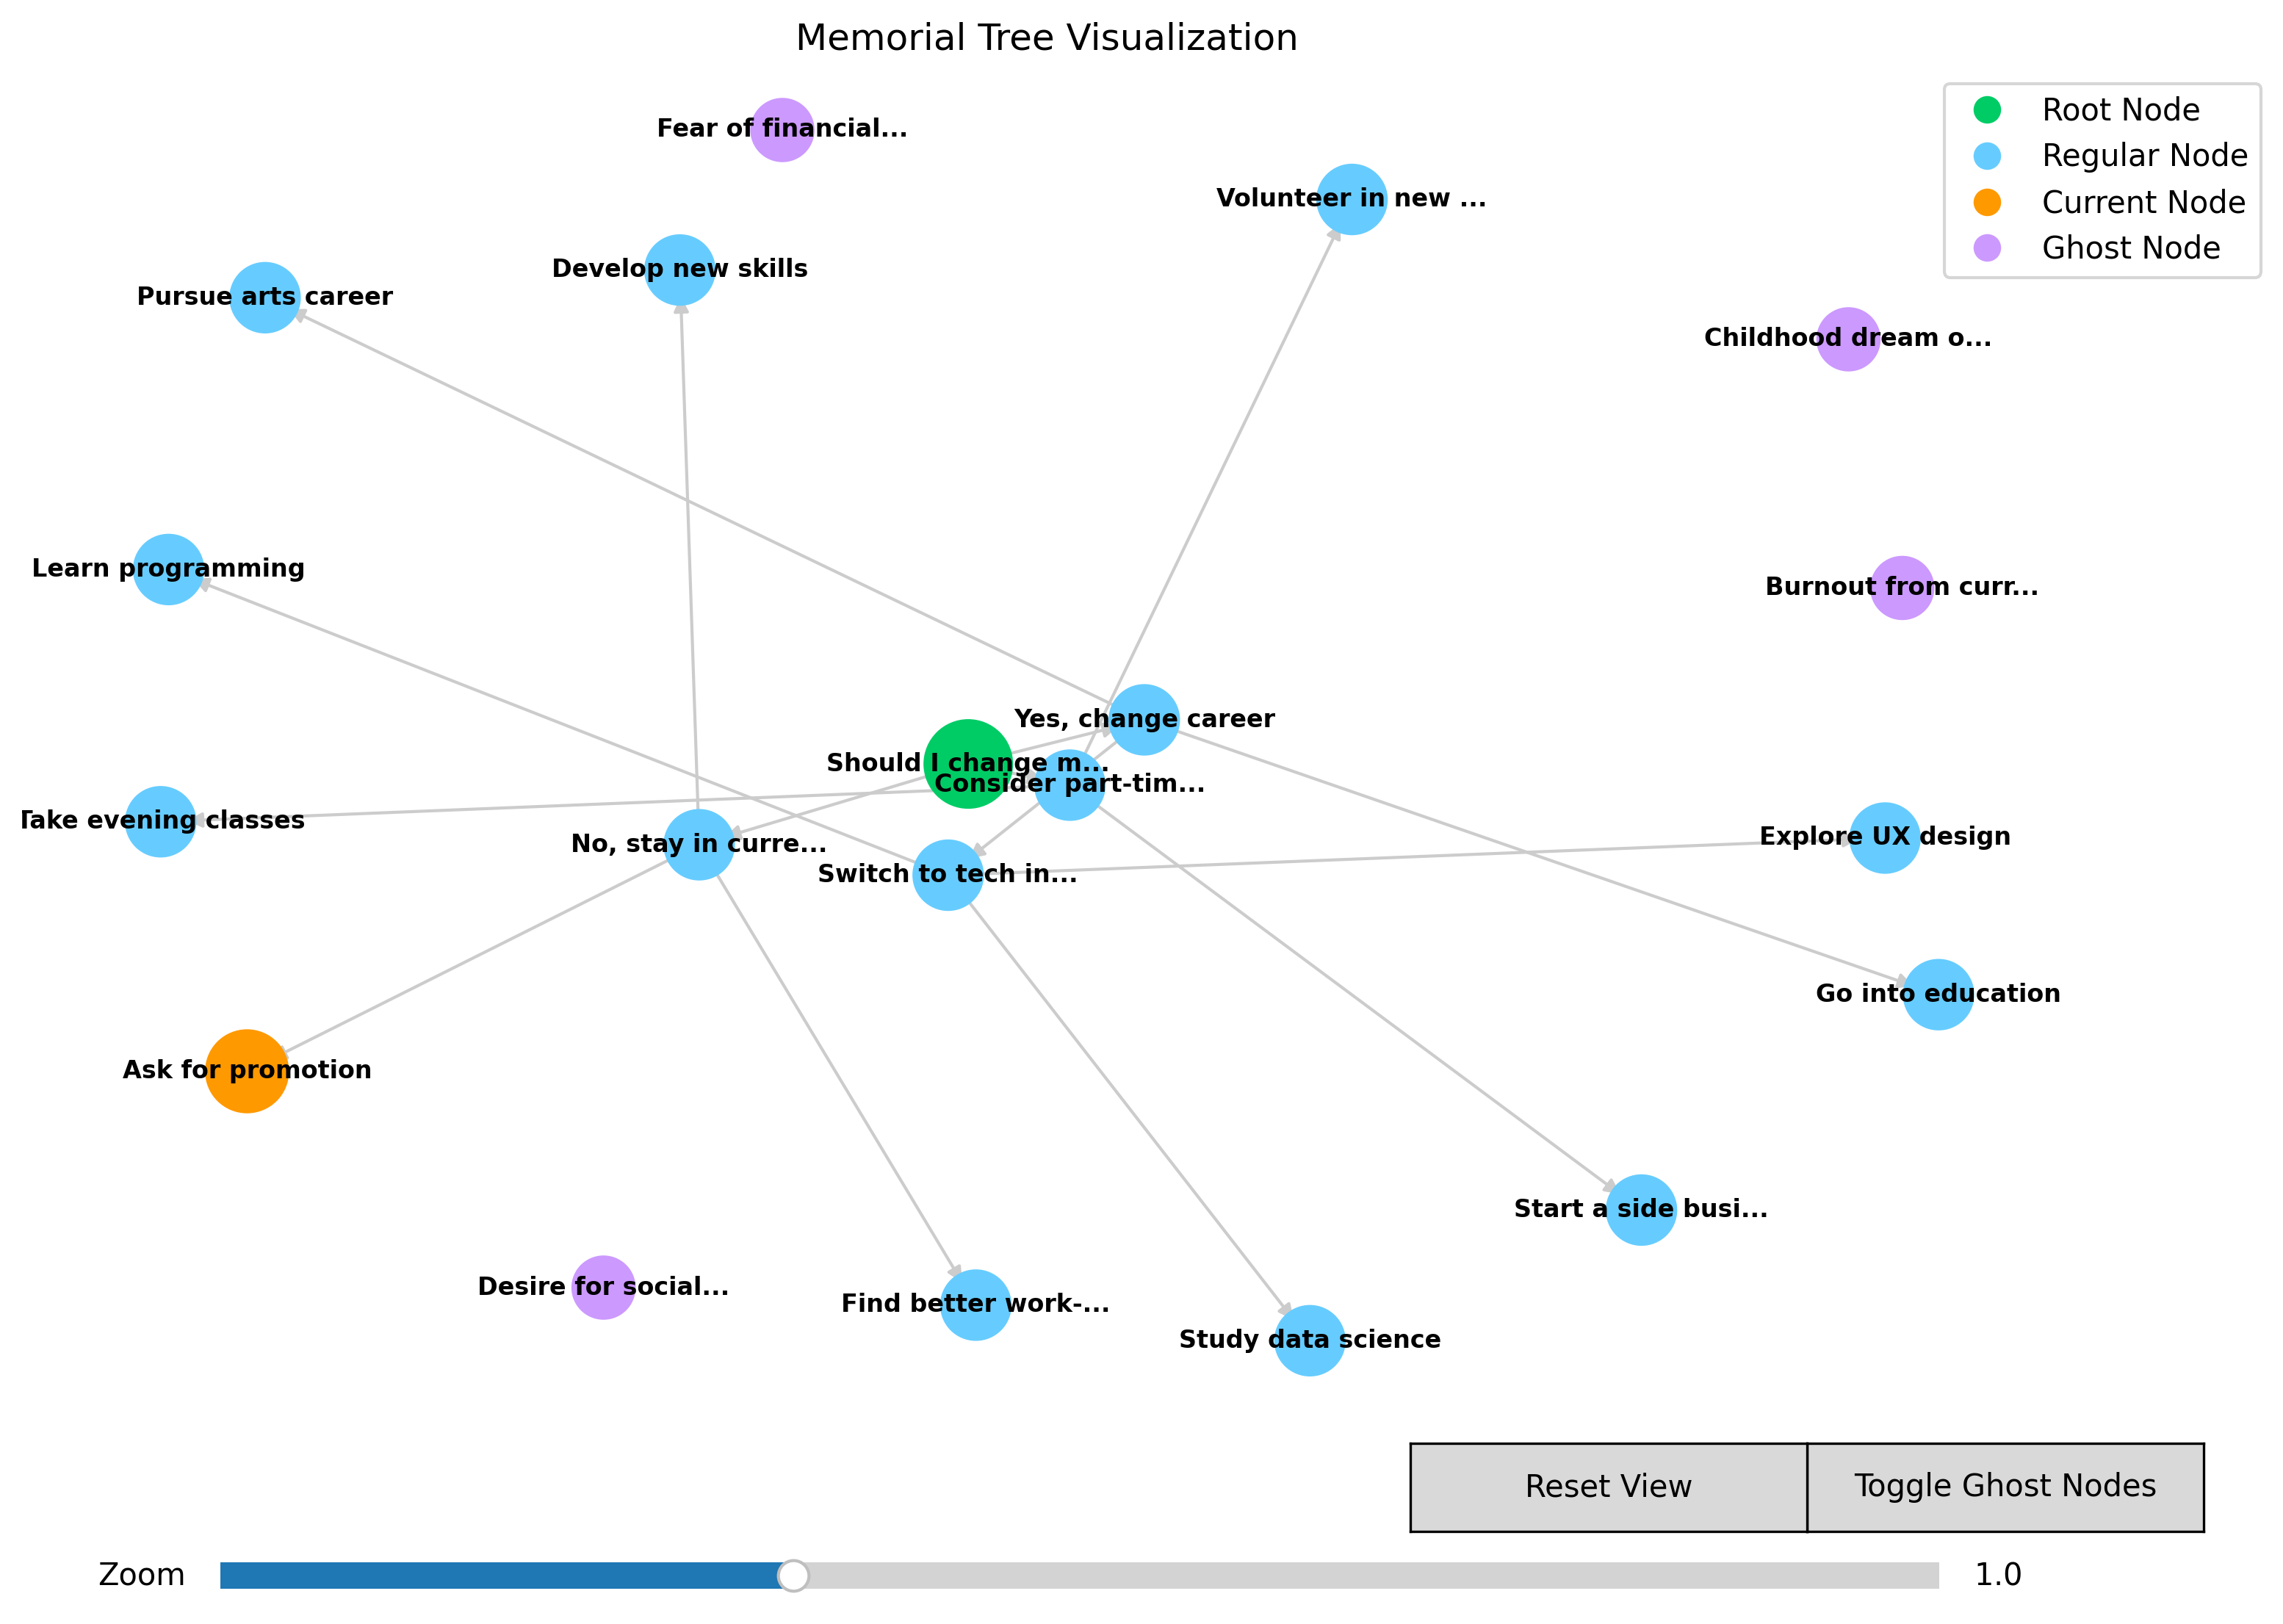 Memorial Tree Visualization
Root Node
Regular Node
Current Node
Ghost Node
Fear of financial...
Volunteer in new ...
Develop new skills
Pursue arts career
Childhood dream o...
Learn programming
Burnout from curr...
Yes, change career
Should I change m...
Consider part-tim...
Take evening classes
No, stay in curre...
Explore UX design
Switch to tech in...
Go into education
Ask for promotion
Start a side busi...
Desire for social...
Find better work-...
Study data science
Reset View
Toggle Ghost Nodes
Zoom
1.0